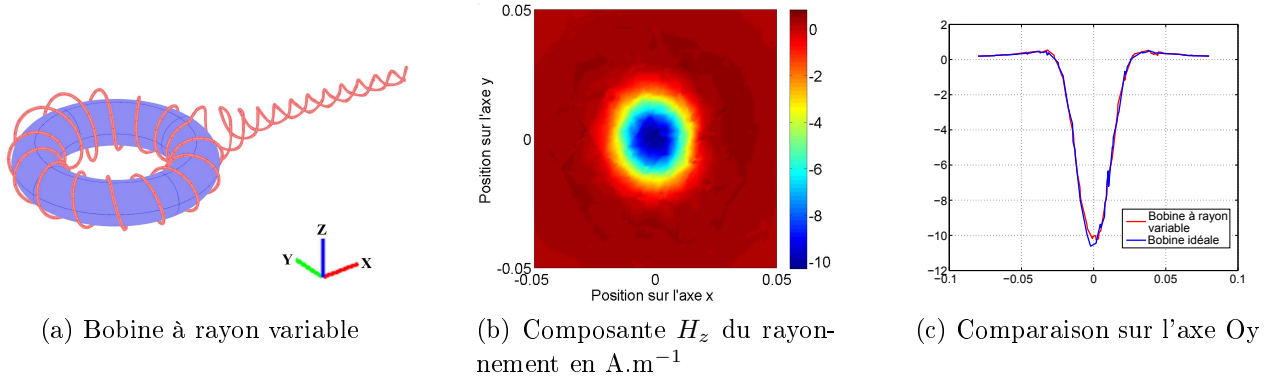 Z
Y
X
(a) Bobine à rayon variable
0.05
0
-0.05
Position sur l'axe y
-0.05
0
0.05
Position sur l'axe x
0
-2
-4
-6
-8
-10
(b) Composante H_z du rayon-
nement en A.m⁻¹
2
0
−2
−4
−6
−8
−10
−12
−0.1
−0.05
0
0.05
0.1
Bobine à rayon
variable
Bobine idéale
(c) Comparaison sur l'axe Oy